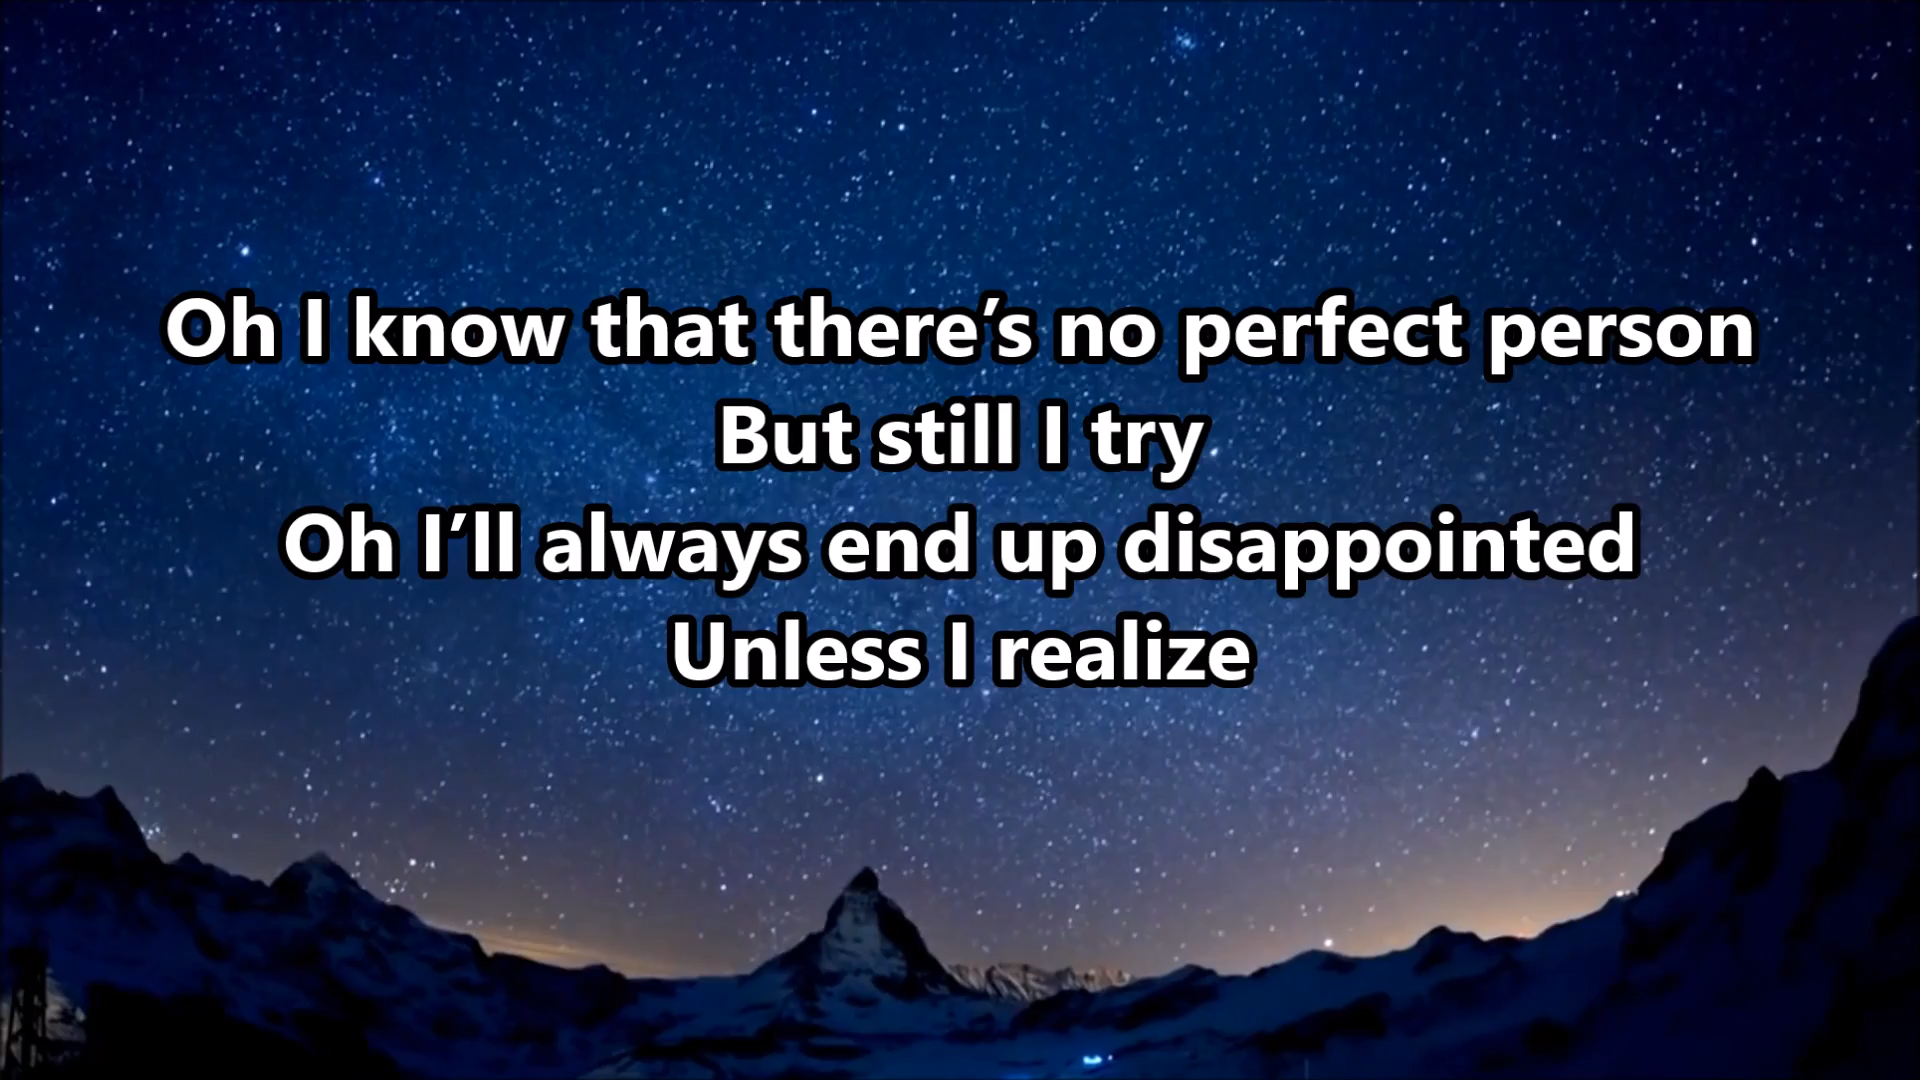 Oh I know that there’s no perfect person
But still I try
Oh I’ll always end up disappointed
Unless I realize